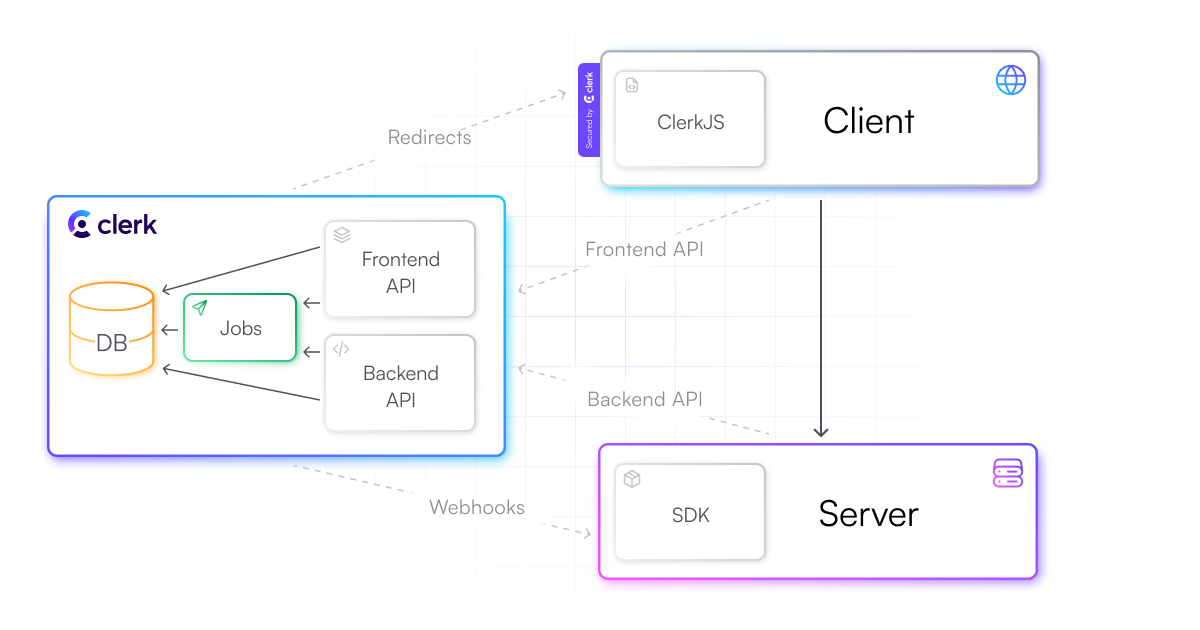 Redirects
Secured by clerk
ClerkJS
Client
clerk
Frontend
API
Jobs
DB
Backend
API
Frontend API
Backend API
Webhooks
SDK
Server